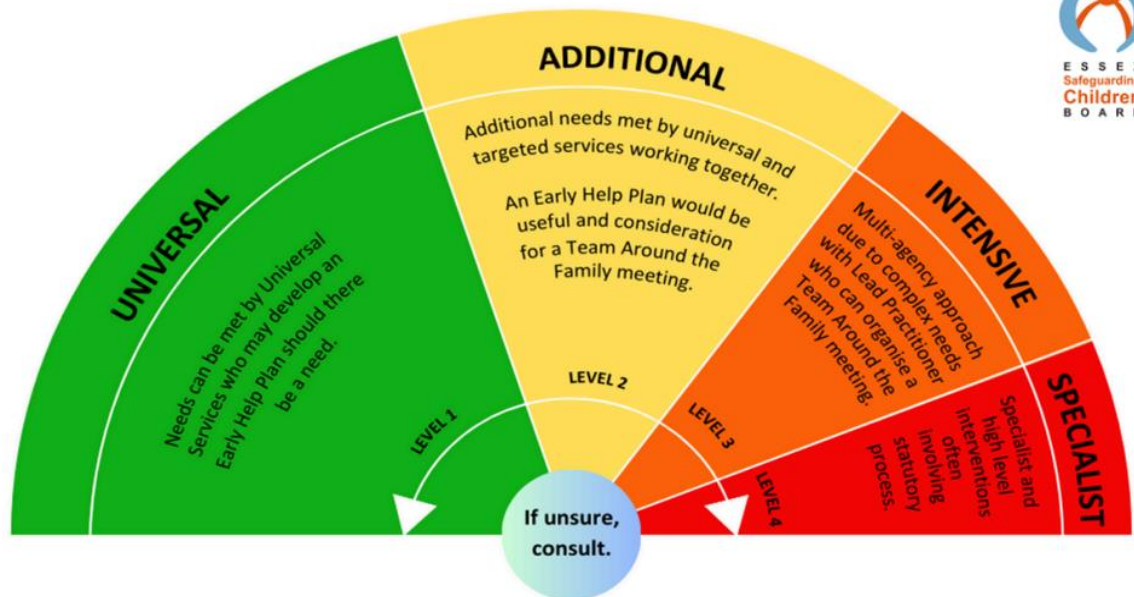 UNIVERSAL
Needs can be met by Universal
Services who may develop an
Early Help Plan should there
be a need.
LEVEL 1
ADDITIONAL
Additional needs met by universal and
targeted services working together.
An Early Help Plan would be
useful and consideration
for a Team Around the
Family meeting.
LEVEL 2
INTENSIVE
Multi-agency approach
due to complex needs
with Lead Practitioner
who can organise a
Team Around the
Family meeting.
LEVEL 3
SPECIALIST
Specialist and
high level
interventions
often
involving
statutory
process.
LEVEL 4
If unsure,
consult.
E S S E
Safeguardin
Children
B O A R